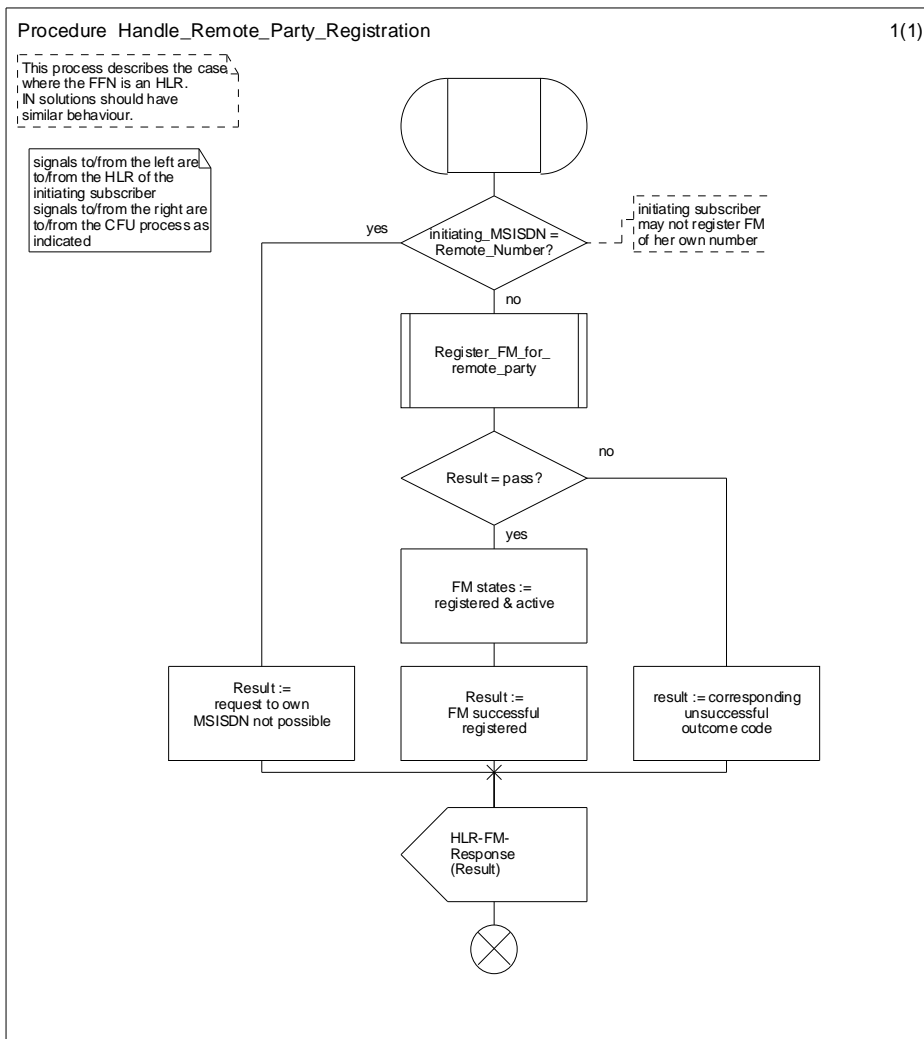 Procedure Handle_Remote_Party_Registration
1(1)
This process describes the case
where the FFN is an HLR.
IN solutions should have
similar behaviour.
signals to/from the left are
to/from the HLR of the
initiating subscriber
signals to/from the right are
to/from the CFU process as
indicated
yes
initiating_MSISDN =
Remote_Number?
initiating subscriber
may not register FM
of her own number
no
Register_FM_for_
remote_party
no
Result = pass?
yes
FM states :=
registered & active
Result :=
request to own
MSISDN not possible
Result :=
FM successful
registered
result := corresponding
unsuccessful
outcome code
HLR-FM-
Response
(Result)